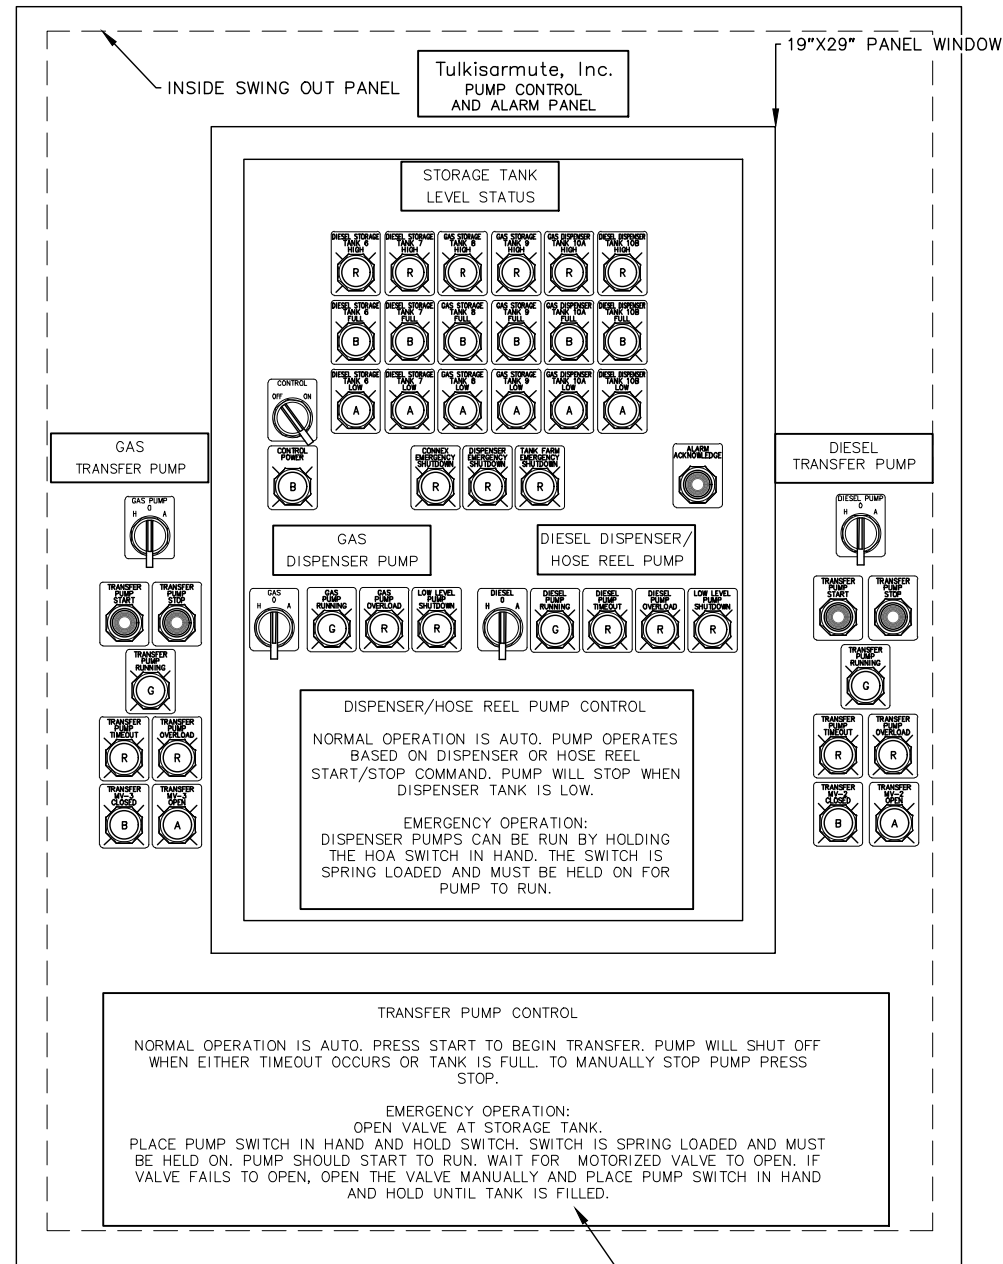 19"X29" PANEL WINDOW
INSIDE SWING OUT PANEL
Tulkisarmute, Inc.
PUMP CONTROL
AND ALARM PANEL
STORAGE TANK
LEVEL STATUS
DIESEL STORAGE
TANK 6
HIGH
R
DIESEL STORAGE
TANK 7
HIGH
R
GAS STORAGE
TANK 8
HIGH
R
GAS STORAGE
TANK 9
HIGH
R
GAS DISPENSER
TANK 10A
HIGH
R
DIESEL DISPENSER
TANK 10B
HIGH
R
DIESEL STORAGE
TANK 6
FULL
B
DIESEL STORAGE
TANK 7
FULL
B
GAS STORAGE
TANK 8
FULL
B
GAS STORAGE
TANK 9
FULL
B
GAS DISPENSER
TANK 10A
FULL
B
DIESEL DISPENSER
TANK 10B
FULL
B
DIESEL STORAGE
TANK 6
LOW
A
DIESEL STORAGE
TANK 7
LOW
A
GAS STORAGE
TANK 8
LOW
A
GAS STORAGE
TANK 9
LOW
A
GAS DISPENSER
TANK 10A
LOW
A
DIESEL DISPENSER
TANK 10B
LOW
A
CONTROL
OFF ON
CONTROL
POWER
B
CONNEX
EMERGENCY
SHUTDOWN
R
DISPENSER
EMERGENCY
SHUTDOWN
R
TANK FARM
EMERGENCY
SHUTDOWN
R
ALARM
ACKNOWLEDGE
GAS
TRANSFER PUMP
GAS PUMP
H O A
TRANSFER
PUMP
START
TRANSFER
PUMP
STOP
TRANSFER
PUMP
RUNNING
G
TRANSFER
PUMP
TIMEOUT
R
TRANSFER
PUMP
OVERLOAD
R
TRANSFER
MV-3
CLOSED
B
TRANSFER
MV-3
OPEN
A
GAS
DISPENSER PUMP
GAS
H O A
GAS
PUMP
RUNNING
G
GAS
PUMP
OVERLOAD
R
LOW LEVEL
PUMP
SHUTDOWN
R
DIESEL DISPENSER/
HOSE REEL PUMP
DIESEL
H O A
DIESEL
PUMP
RUNNING
G
DIESEL
PUMP
TIMEOUT
R
DIESEL
PUMP
OVERLOAD
R
LOW LEVEL
PUMP
SHUTDOWN
R
DIESEL
TRANSFER PUMP
DIESEL PUMP
H O A
TRANSFER
PUMP
START
TRANSFER
PUMP
STOP
TRANSFER
PUMP
RUNNING
G
TRANSFER
PUMP
TIMEOUT
R
TRANSFER
PUMP
OVERLOAD
R
TRANSFER
MV-2
CLOSED
B
TRANSFER
MV-2
OPEN
A
DISPENSER/HOSE REEL PUMP CONTROL
NORMAL OPERATION IS AUTO. PUMP OPERATES
BASED ON DISPENSER OR HOSE REEL
START/STOP COMMAND. PUMP WILL STOP WHEN
DISPENSER TANK IS LOW.
EMERGENCY OPERATION:
DISPENSER PUMPS CAN BE RUN BY HOLDING
THE HOA SWITCH IN HAND. THE SWITCH IS
SPRING LOADED AND MUST BE HELD ON FOR
PUMP TO RUN.
TRANSFER PUMP CONTROL
NORMAL OPERATION IS AUTO. PRESS START TO BEGIN TRANSFER. PUMP WILL SHUT OFF
WHEN EITHER TIMEOUT OCCURS OR TANK IS FULL. TO MANUALLY STOP PUMP PRESS
STOP.
EMERGENCY OPERATION:
OPEN VALVE AT STORAGE TANK.
PLACE PUMP SWITCH IN HAND AND HOLD SWITCH. SWITCH IS SPRING LOADED AND MUST
BE HELD ON. PUMP SHOULD START TO RUN. WAIT FOR MOTORIZED VALVE TO OPEN. IF
VALVE FAILS TO OPEN, OPEN THE VALVE MANUALLY AND PLACE PUMP SWITCH IN HAND
AND HOLD UNTIL TANK IS FILLED.